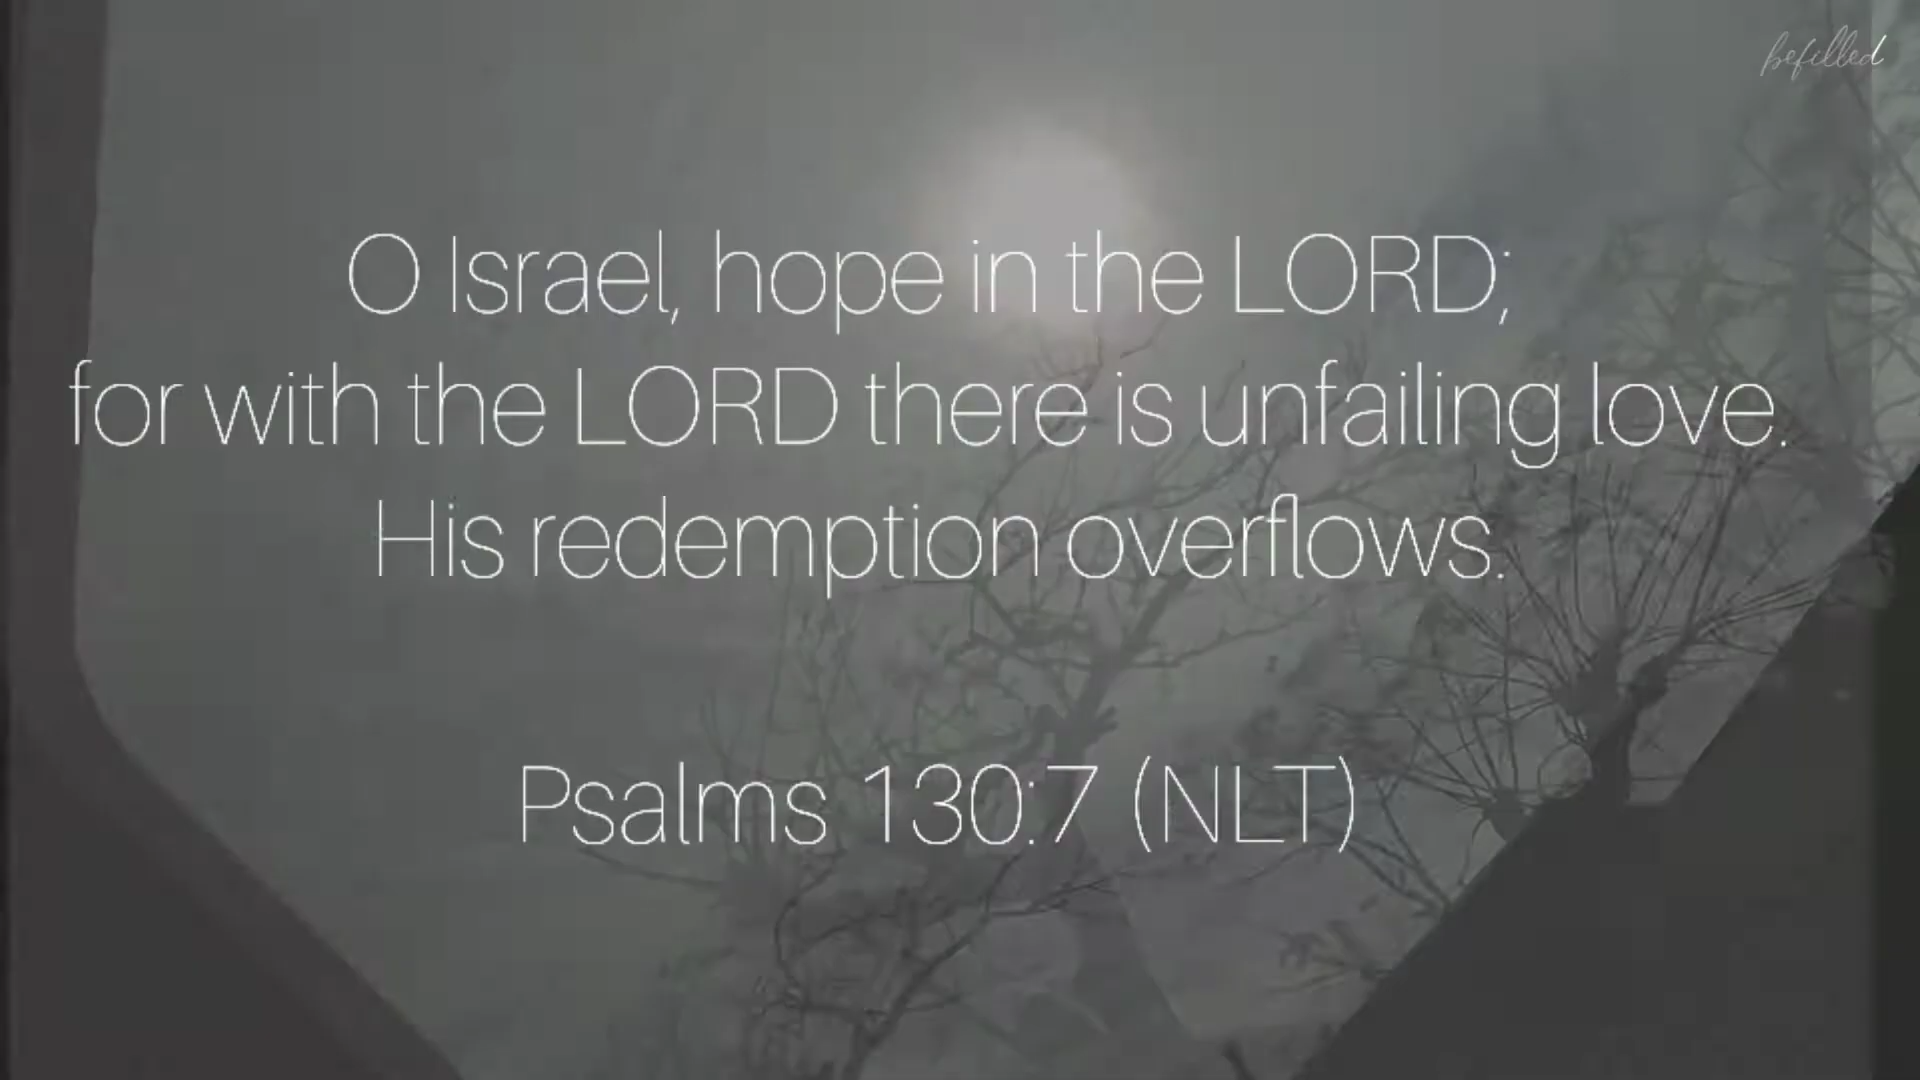 befilled
O Israel, hope in the LORD;
for with the LORD there is unfailing love.
His redemption overflows.
Psalms 130:7 (NLT)